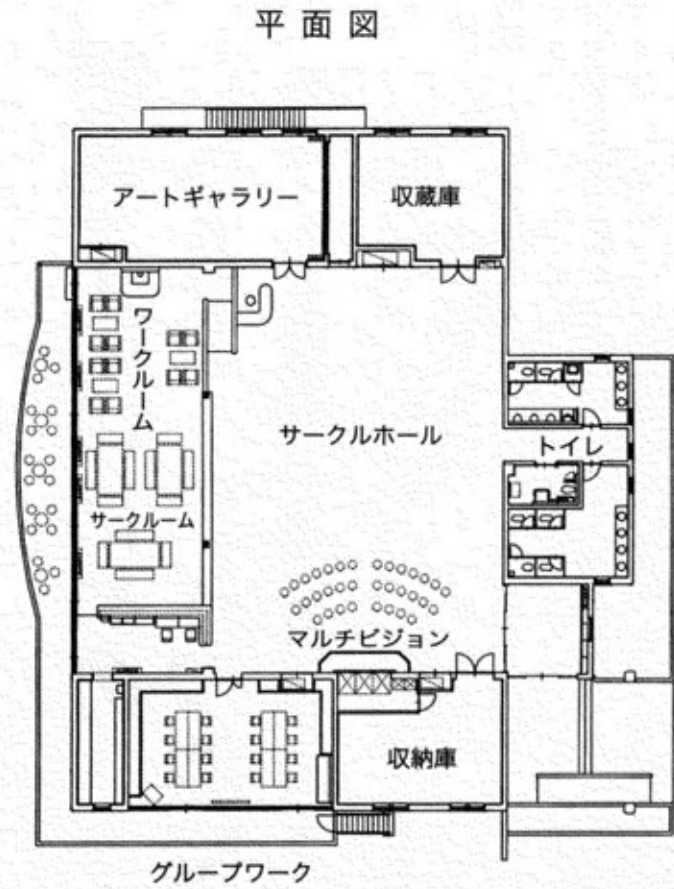 平面図
アートギャラリー
収蔵庫
ワークルーム
サークルホール
トイレ
サークルーム
マルチビジョン
収納庫
グループワーク